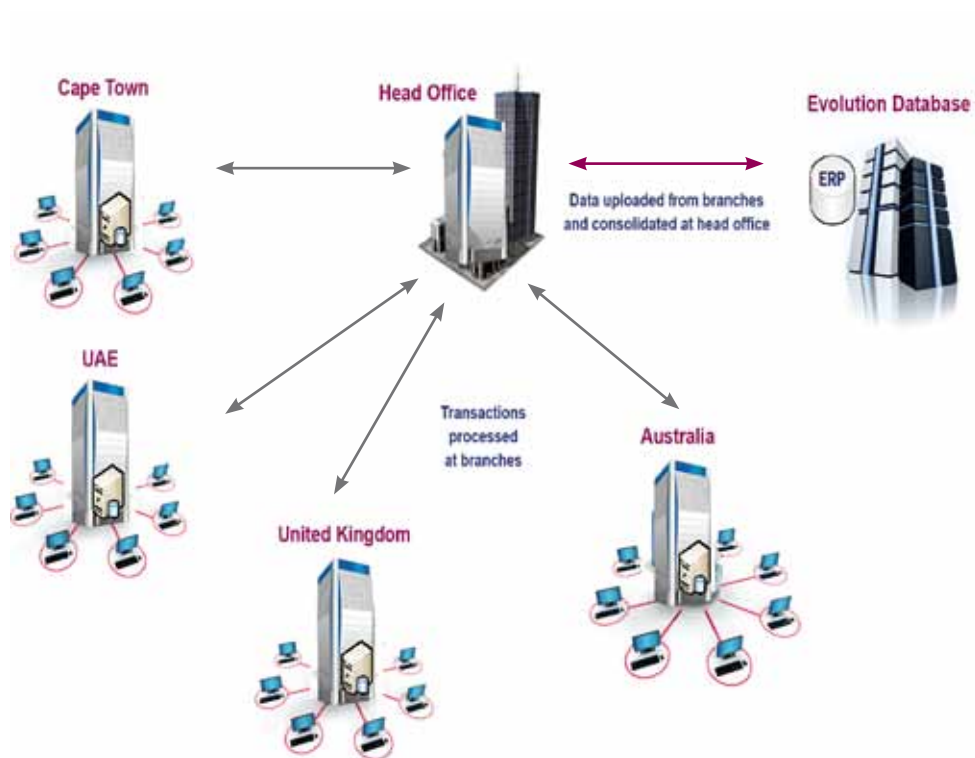 Cape Town
Head Office
Evolution Database
ERP
Data uploaded from branches
and consolidated at head office
UAE
Transactions
processed
at branches
Australia
United Kingdom